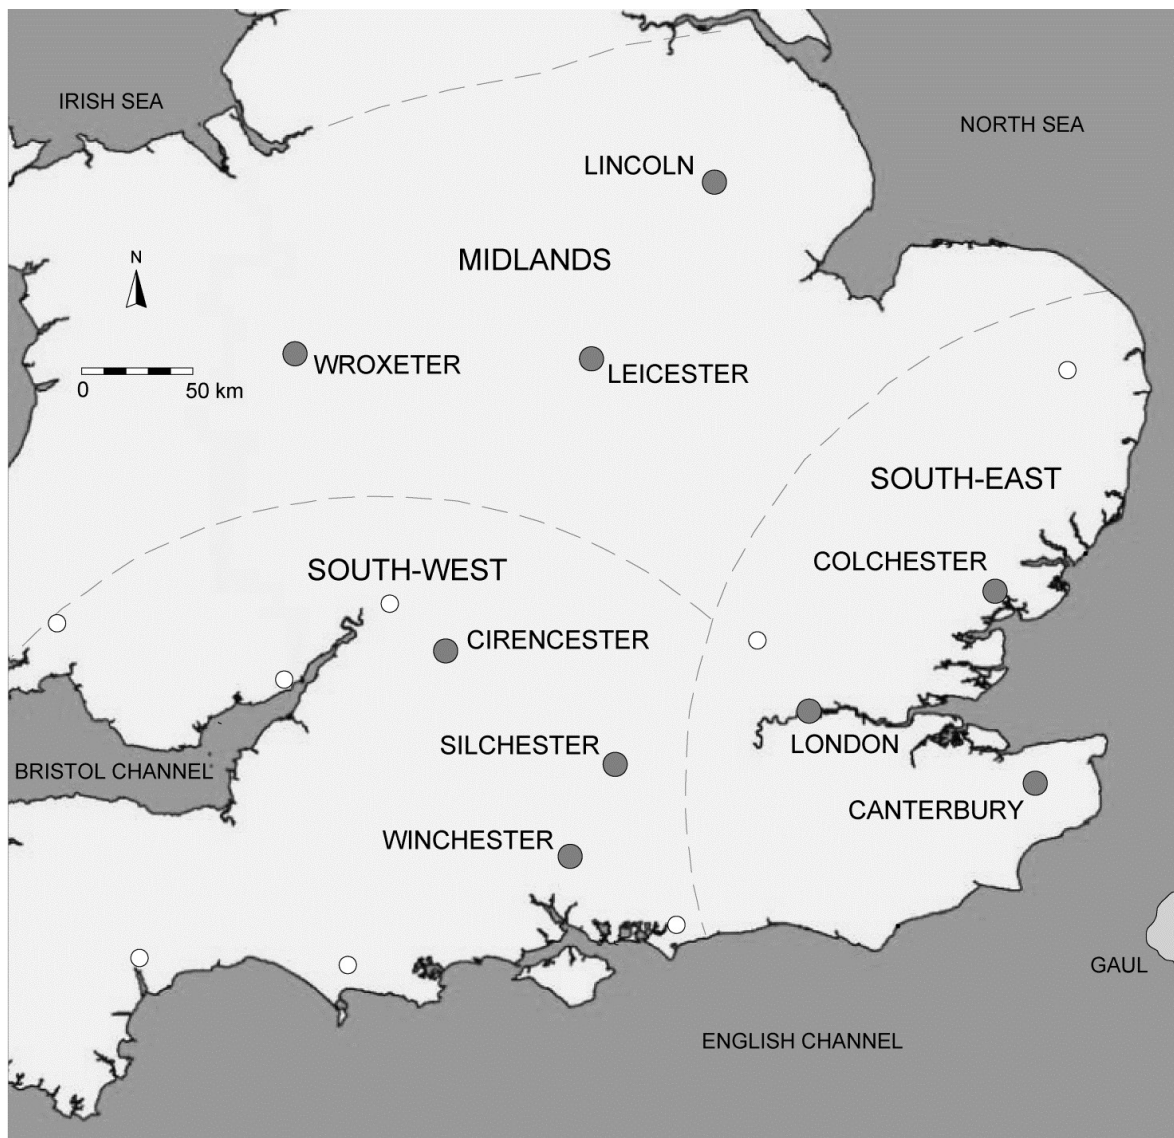 IRISH SEA
NORTH SEA
LINCOLN
MIDLANDS
N
WROXETER
LEICESTER
0 50 km
SOUTH-EAST
COLCHESTER
SOUTH-WEST
CIRENCESTER
SILCHESTER
LONDON
BRISTOL CHANNEL
CANTERBURY
WINCHESTER
GAUL
ENGLISH CHANNEL